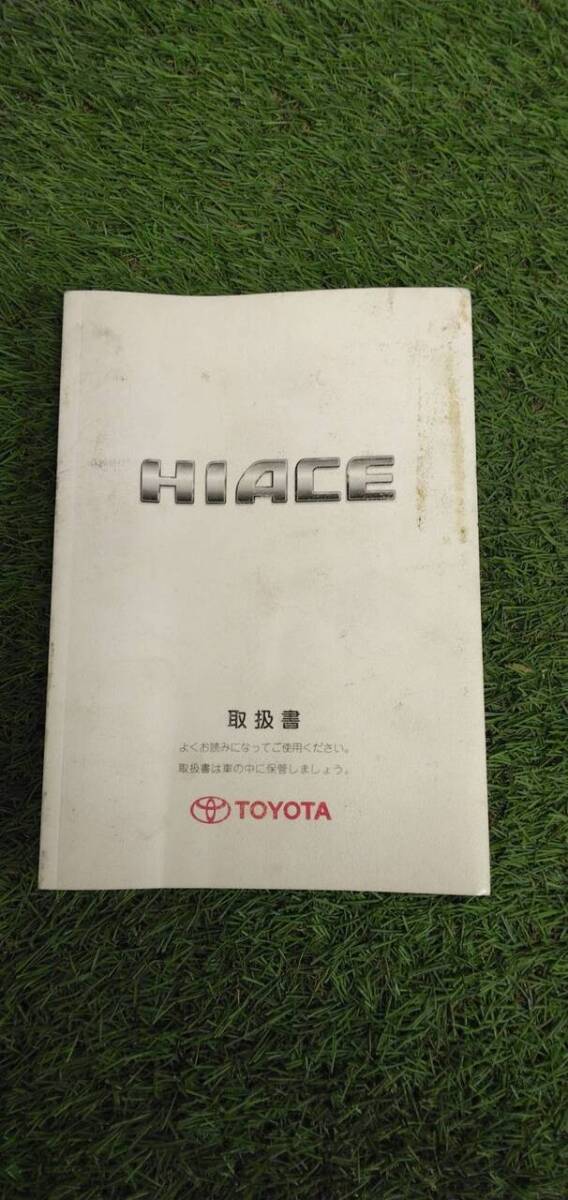 HIACE
取扱書
よくお読みになってご使用ください。
取扱書は車の中に保管しましょう。
TOYOTA